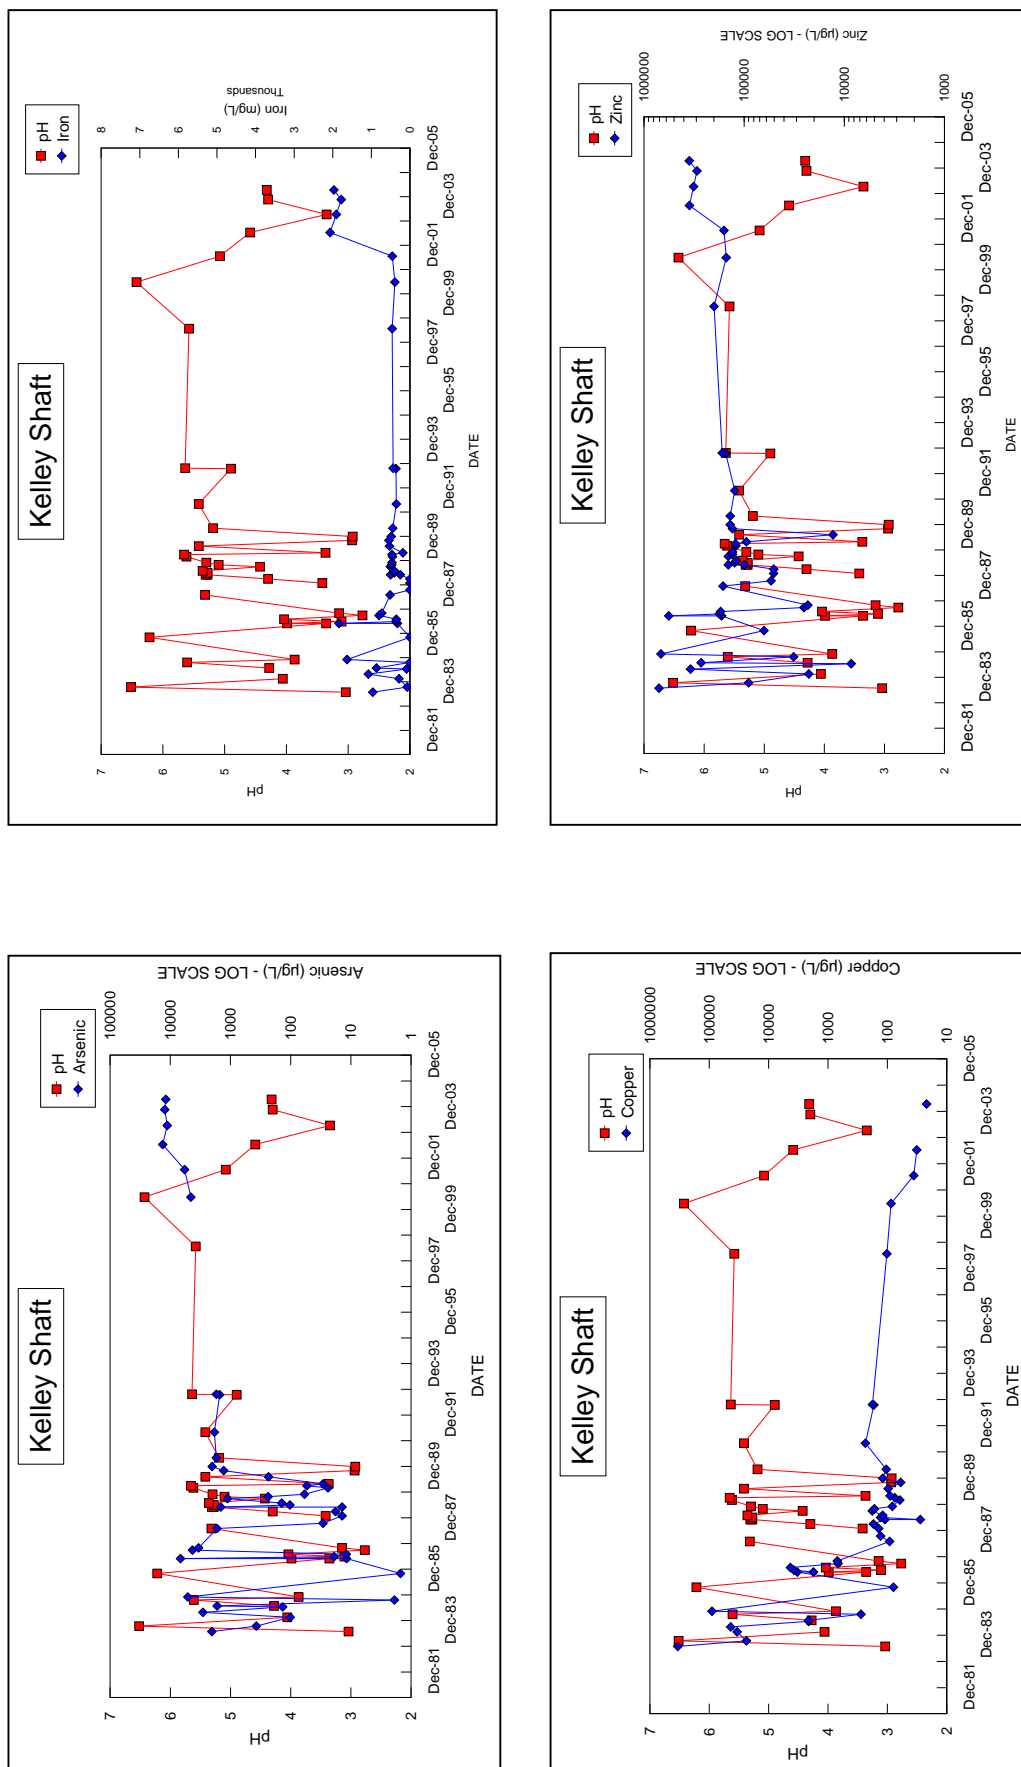 Kelley Shaft
pH
Iron
7
6
5
4
3
2
pH
8
7
6
5
4
3
2
1
0
Iron (mg/L)
Thousands
Dec-81
Dec-83
Dec-85
Dec-87
Dec-89
Dec-91
Dec-93
Dec-95
Dec-97
Dec-99
Dec-01
Dec-03
Dec-05
DATE
Kelley Shaft
pH
Zinc
7
6
5
4
3
2
pH
1000000
100000
10000
1000
Zinc (µg/L) - LOG SCALE
Dec-81
Dec-83
Dec-85
Dec-87
Dec-89
Dec-91
Dec-93
Dec-95
Dec-97
Dec-99
Dec-01
Dec-03
Dec-05
DATE
Kelley Shaft
pH
Arsenic
7
6
5
4
3
2
pH
100000
10000
1000
100
10
1
Arsenic (µg/L) - LOG SCALE
Dec-81
Dec-83
Dec-85
Dec-87
Dec-89
Dec-91
Dec-93
Dec-95
Dec-97
Dec-99
Dec-01
Dec-03
Dec-05
DATE
Kelley Shaft
pH
Copper
7
6
5
4
3
2
pH
1000000
100000
10000
1000
100
10
Copper (µg/L) - LOG SCALE
Dec-81
Dec-83
Dec-85
Dec-87
Dec-89
Dec-91
Dec-93
Dec-95
Dec-97
Dec-99
Dec-01
Dec-03
Dec-05
DATE